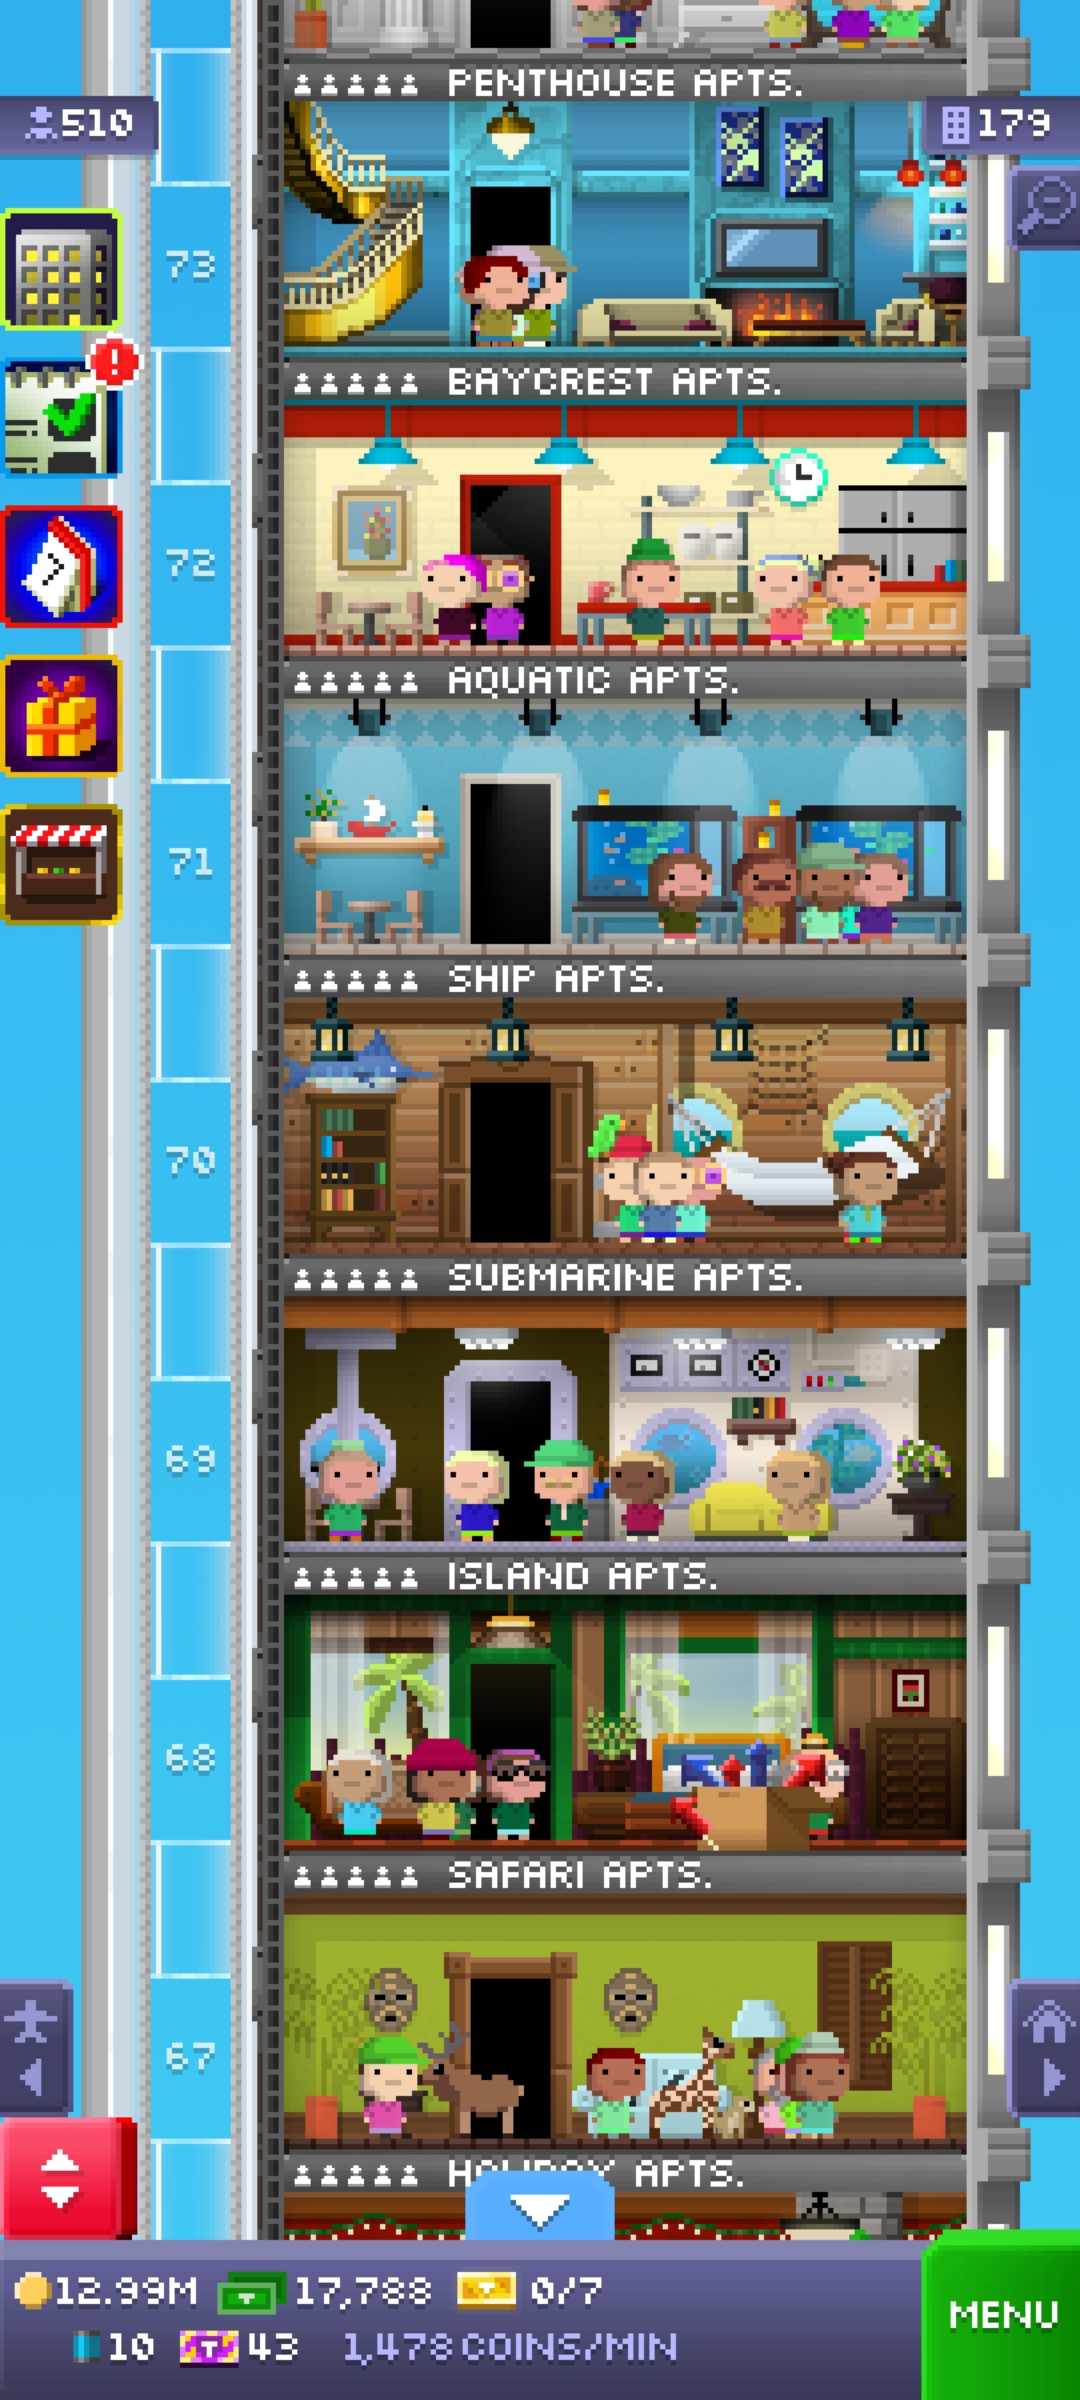 PENTHOUSE APTS.
510
179
73
!
BAYCREST APTS.
72
AQUATIC APTS.
71
SHIP APTS.
70
SUBMARINE APTS.
69
ISLAND APTS.
68
SAFARI APTS.
67
HOLIDAY APTS.
12.99M 17,788 0/7
10 43 1,478 COINS/MIN
MENU